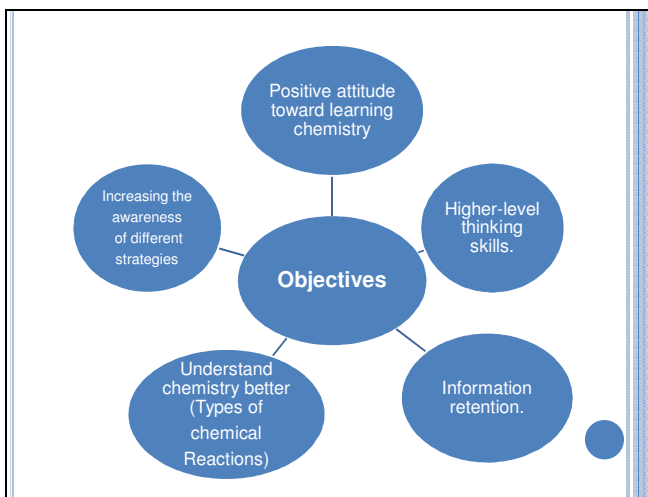 Positive attitude
toward learning
chemistry
Increasing the
awareness
of different
strategies
Higher-level
thinking
skills.
Objectives
Understand
chemistry better
(Types of
chemical
Reactions)
Information
retention.